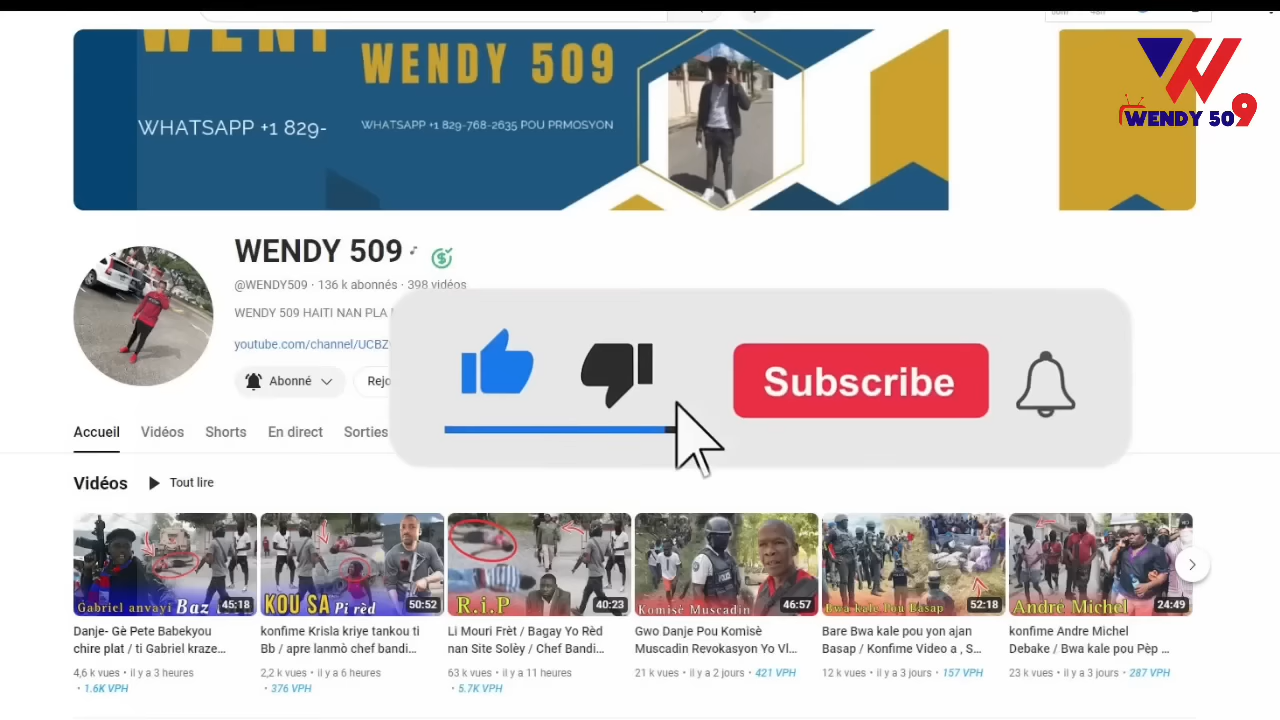 WENDY 509
WHATSAPP +1 829-
WHATSAPP +1 829-768-2635 POU PRMOSYON
WENDY 509
WENDY 509
@WENDY509 · 136 k abonnés · 398 vidéos
WENDY 509 HAITI NAN PLA
youtube.com/channel/UCBZ
Abonné
Rejo
Subscribe
Accueil
Vidéos
Shorts
En direct
Sorties
Vidéos
Tout lire
Gabriel anvayi Baz
45:18
KOU SA Pi rèd
50:52
R.i.P
40:23
Komisé Muscadin
46:57
Bwa kale pou Basap
52:18
Andre Michel
24:49
Danje- Gè Pete Babekyou
chire plat / ti Gabriel kraze...
4,6 k vues • il y a 3 heures
• 1.6K VPH
konfime Krisla kriye tankou ti
Bb / apre lanmò chef bandi...
2,2 k vues • il y a 6 heures
• 376 VPH
Li Mouri Frèt / Bagay Yo Rèd
nan Site Solèy / Chef Bandi...
63 k vues • il y a 11 heures
• 5.7K VPH
Gwo Danje Pou Komisè
Muscadin Revokasyon Yo Vl...
21 k vues • il y a 2 jours • 421 VPH
Bare Bwa kale pou yon ajan
Basap / Konfime Video a , S...
12 k vues • il y a 3 jours • 157 VPH
konfime Andre Michel
Debake / Bwa kale pou Pèp ...
23 k vues • il y a 3 jours • 287 VPH